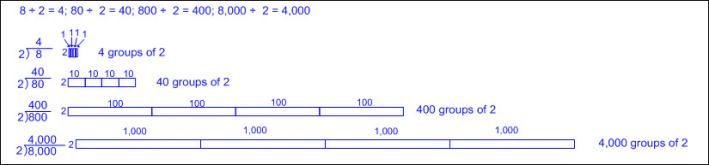 8 ÷ 2 = 4; 80 ÷ 2 = 40; 800 ÷ 2 = 400; 8,000 ÷ 2 = 4,000
1 1 1 1
4
2)8 2 4 groups of 2
10 10 10 10
40
2)80 2 40 groups of 2
100 100 100 100
400
2)800 2 400 groups of 2
1,000 1,000 1,000 1,000
4,000
2)8,000 2 4,000 groups of 2